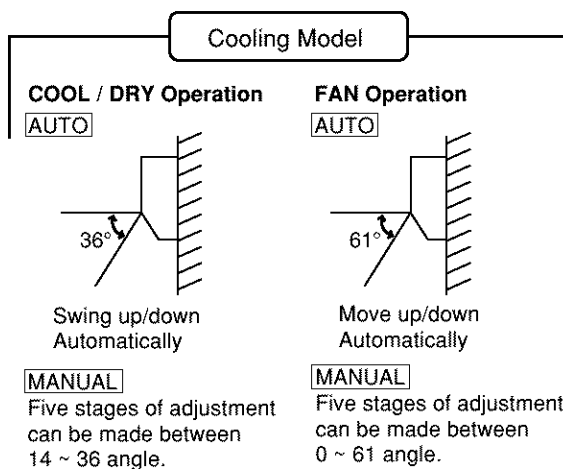 Cooling Model
COOL / DRY Operation
AUTO
36°
Swing up/down
Automatically
MANUAL
Five stages of adjustment
can be made between
14 ~ 36 angle.
FAN Operation
AUTO
61°
Move up/down
Automatically
MANUAL
Five stages of adjustment
can be made between
0 ~ 61 angle.